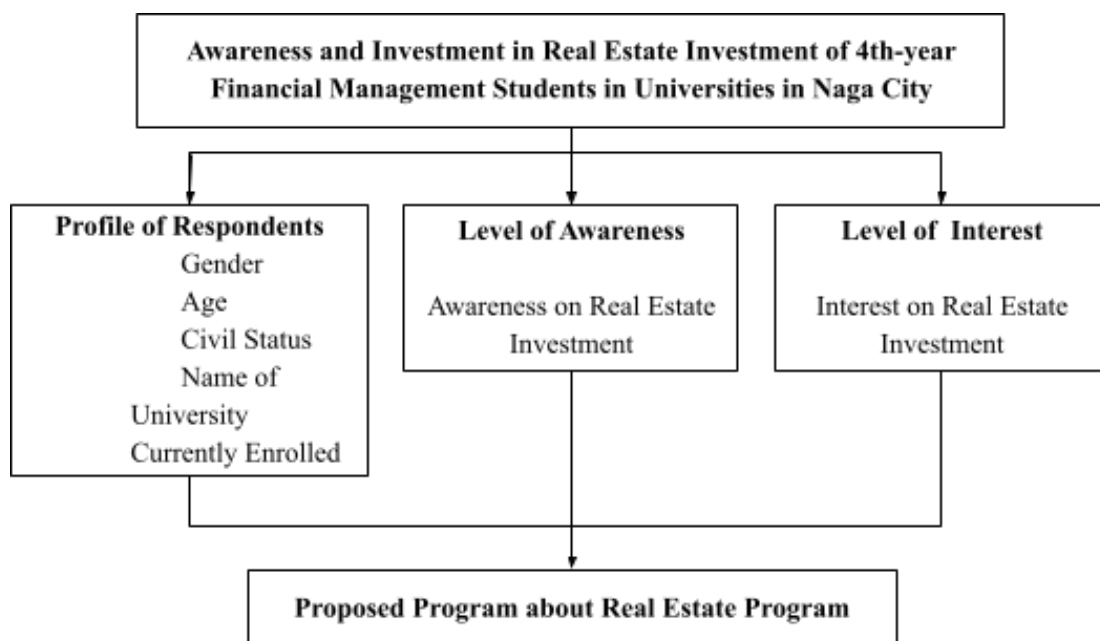 Awareness and Investment in Real Estate Investment of 4th-year
Financial Management Students in Universities in Naga City
Profile of Respondents
Gender
Age
Civil Status
Name of
University
Currently Enrolled
Level of Awareness
Awareness on Real Estate
Investment
Level of Interest
Interest on Real Estate
Investment
Proposed Program about Real Estate Program